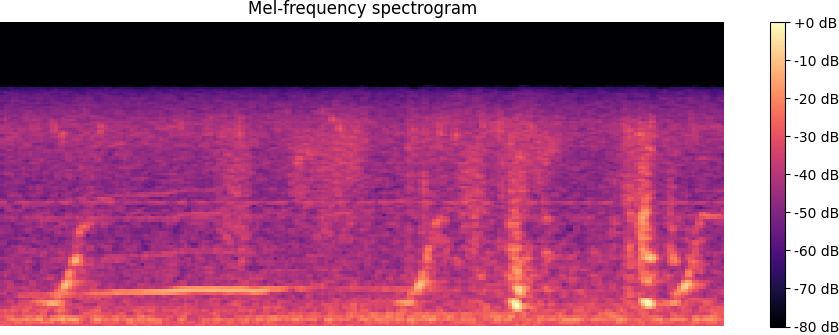 Mel-frequency spectrogram
+0 dB
-10 dB
-20 dB
-30 dB
-40 dB
-50 dB
-60 dB
-70 dB
-80 dB